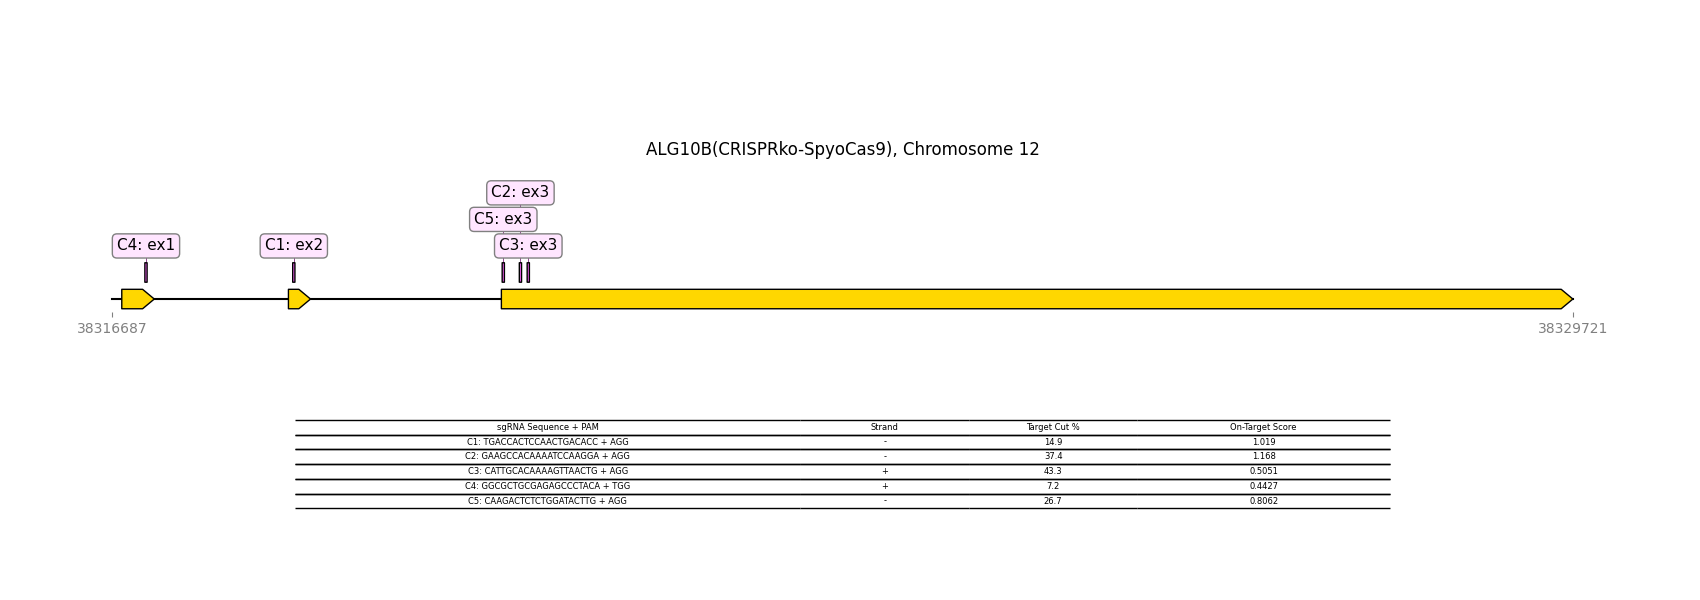 ALG10B(CRISPRko-SpyoCas9), Chromosome 12
C2: ex3
C5: ex3
C4: ex1 C1: ex2 C3: ex3
38316687 38329721
sgRNA Sequence + PAM Strand Target Cut % On-Target Score
C1: TGACCACTCCAACTGACACC + AGG - 14.9 1.019
C2: GAAGCCACAAAATCCAAGGA + AGG - 37.4 1.168
C3: CATTGCACAAAAGTTAACTG + AGG + 43.3 0.5051
C4: GGCGCTGCGAGAGCCCTACA + TGG + 7.2 0.4427
C5: CAAGACTCTCTGGATACTTG + AGG - 26.7 0.8062